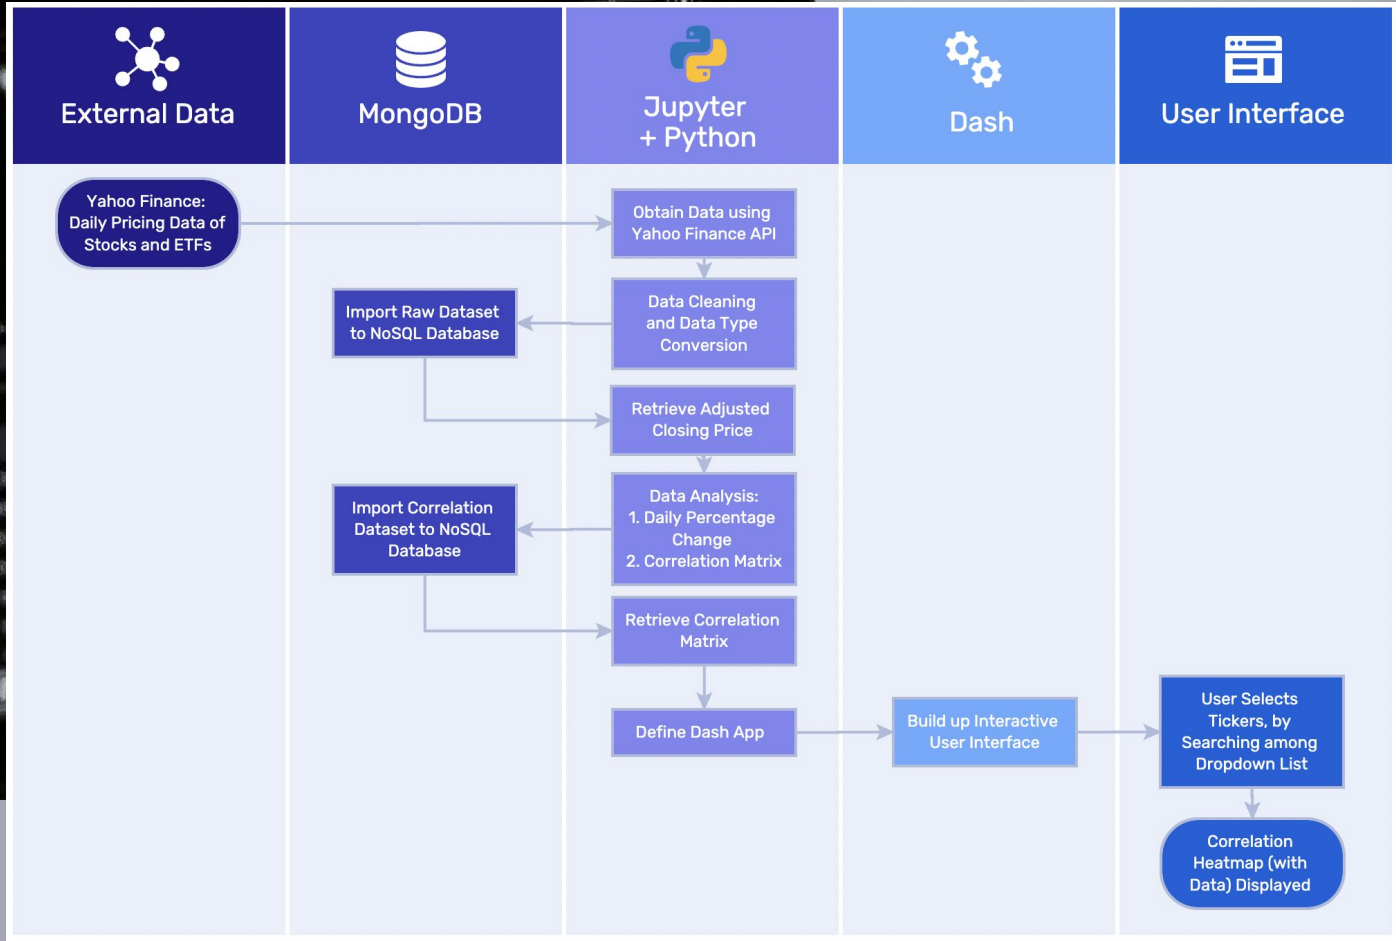 External Data
MongoDB
Jupyter
+ Python
Dash
User Interface
Yahoo Finance:
Daily Pricing Data of
Stocks and ETFs
Obtain Data using
Yahoo Finance API
Data Cleaning
and Data Type
Conversion
Import Raw Dataset
to NoSQL Database
Retrieve Adjusted
Closing Price
Data Analysis:
1. Daily Percentage
Change
2. Correlation Matrix
Import Correlation
Dataset to NoSQL
Database
Retrieve Correlation
Matrix
Define Dash App
Build up Interactive
User Interface
User Selects
Tickers, by
Searching among
Dropdown List
Correlation
Heatmap (with
Data) Displayed